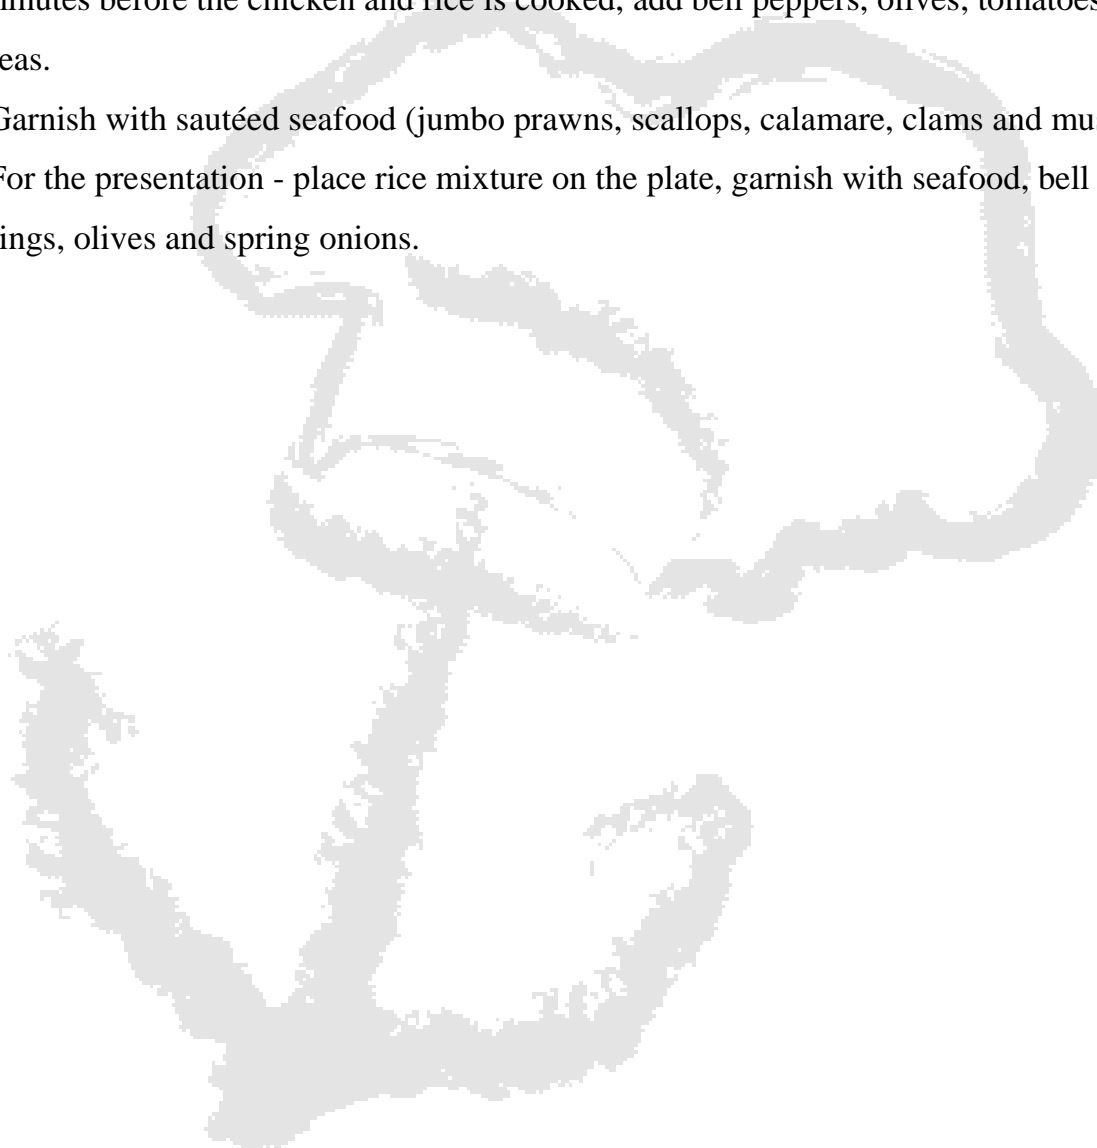 inutes before the chicken and rice is cooked, add bell peppers, olives, tomatoes
eas.
Garnish with sautéed seafood (jumbo prawns, scallops, calamare, clams and mu
For the presentation - place rice mixture on the plate, garnish with seafood, bell
ings, olives and spring onions.